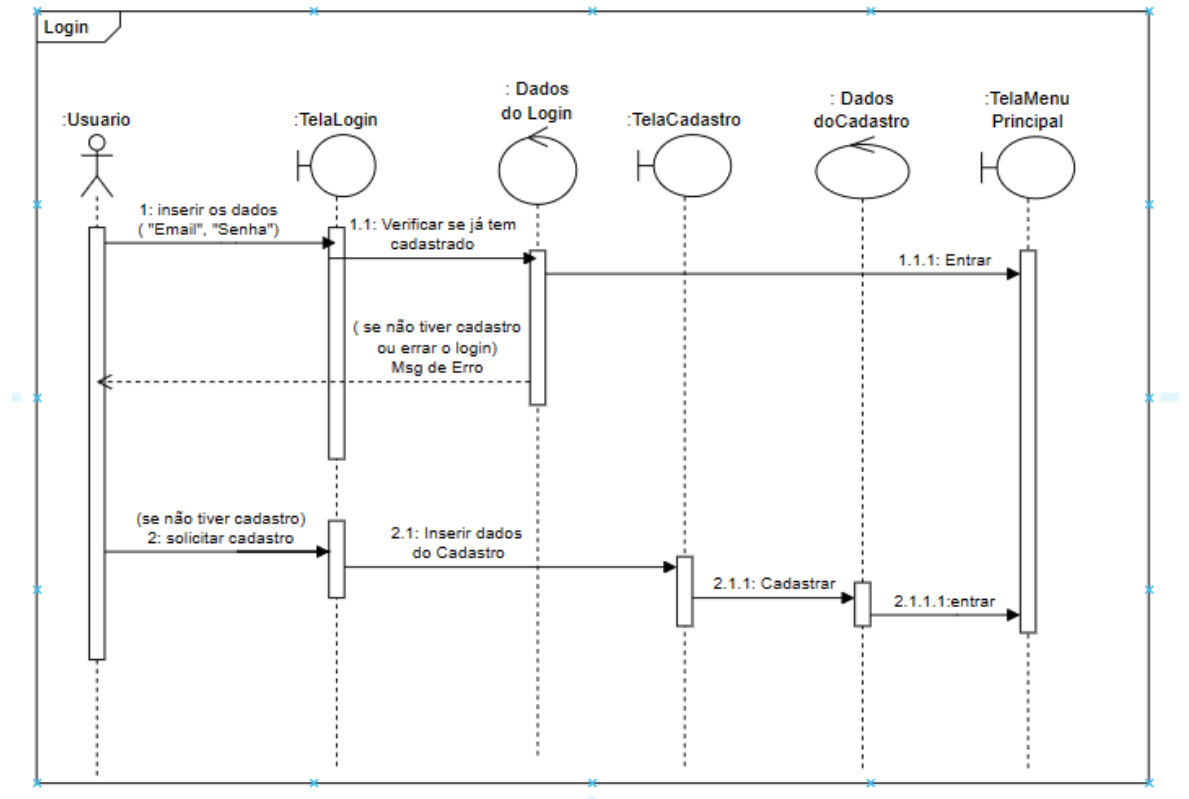 Login
:Usuario
:TelaLogin
: Dados
do Login
:TelaCadastro
: Dados
doCadastro
:TelaMenu
Principal
1: inserir os dados
( "Email", "Senha")
1.1: Verificar se já tem
cadastrado
1.1.1: Entrar
( se não tiver cadastro
ou errar o login)
Msg de Erro
(se não tiver cadastro)
2: solicitar cadastro
2.1: Inserir dados
do Cadastro
2.1.1: Cadastrar
2.1.1.1:entrar